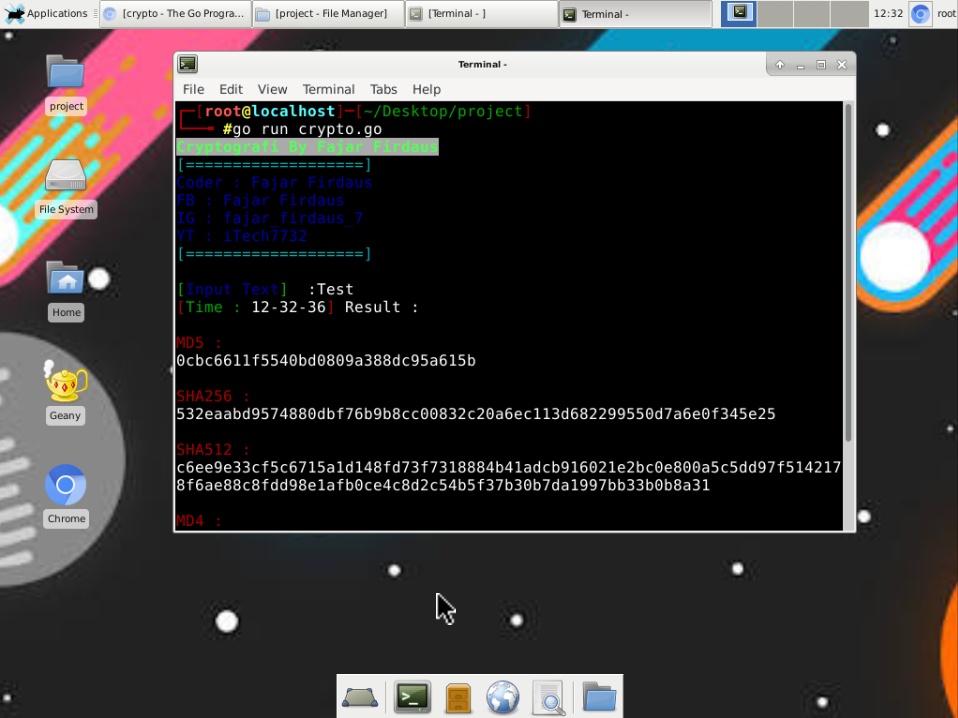 Applications
[crypto - The Go Progra...
[project - File Manager]
[Terminal - ]
Terminal -
12:32
root
Terminal -
File Edit View Terminal Tabs Help
[root@localhost]─[~/Desktop/project]
#go run crypto.go
Cryptografi By Fajar Firdaus
[===================]
Coder : Fajar Firdaus
FB : Fajar Firdaus
IG : fajar_firdaus_7
YT : iTech7732
[===================]
[Input Text] :Test
[Time : 12-32-36] Result :
MD5 :
0cbc6611f5540bd0809a388dc95a615b
SHA256 :
532eaabd9574880dbf76b9b8cc00832c20a6ec113d682299550d7a6e0f345e25
SHA512 :
c6ee9e33cf5c6715a1d148fd73f7318884b41adcb916021e2bc0e800a5c5dd97f514217
8f6ae88c8fdd98e1afb0ce4c8d2c54b5f37b30b7da1997bb33b0b8a31
MD4 :
project
File System
Home
Geany
Chrome